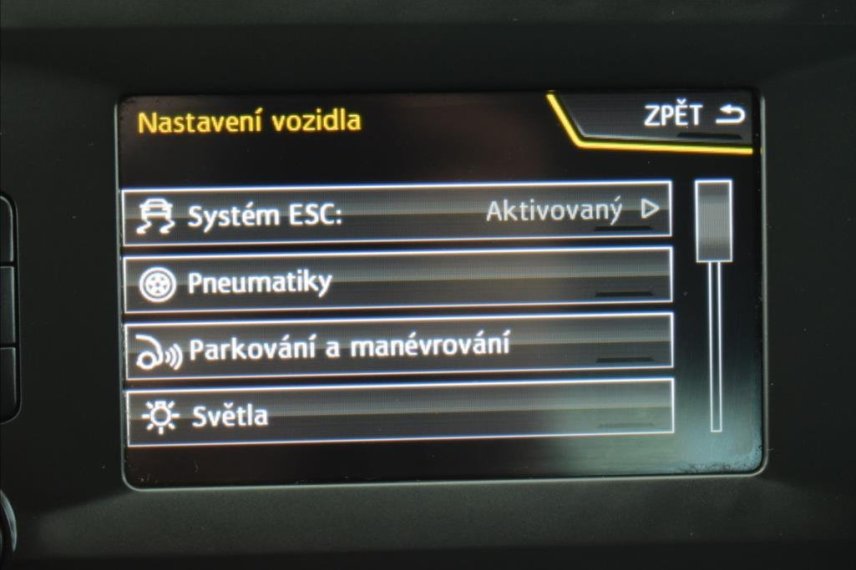 Nastavení vozidla
ZPĚT
Systém ESC: Aktivovaný
Pneumatiky
Parkování a manévrování
Světla